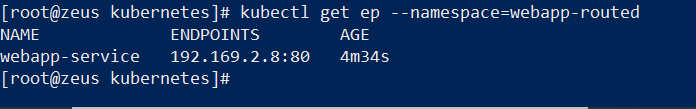 [root@zeus kubernetes]# kubectl get ep --namespace=webapp-routed
NAME ENDPOINTS AGE
webapp-service 192.169.2.8:80 4m34s
[root@zeus kubernetes]#